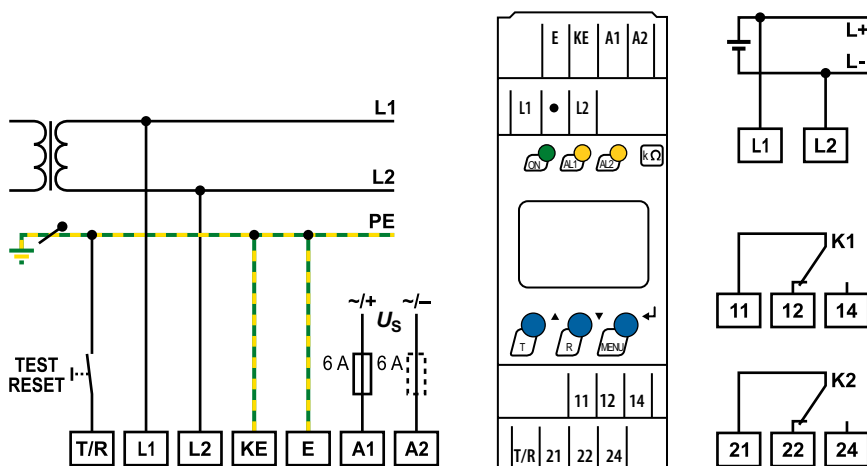 L1
L2
PE
~/+
~/–
US
6 A
6 A
TEST
RESET
T/R
L1
L2
KE
E
A1
A2
E KE A1 A2
L1 • L2
ON AL1 AL2 kΩ
T R MENU
11 12 14
T/R 21 22 24
L+
L-
L1
L2
K1
11 12 14
K2
21 22 24